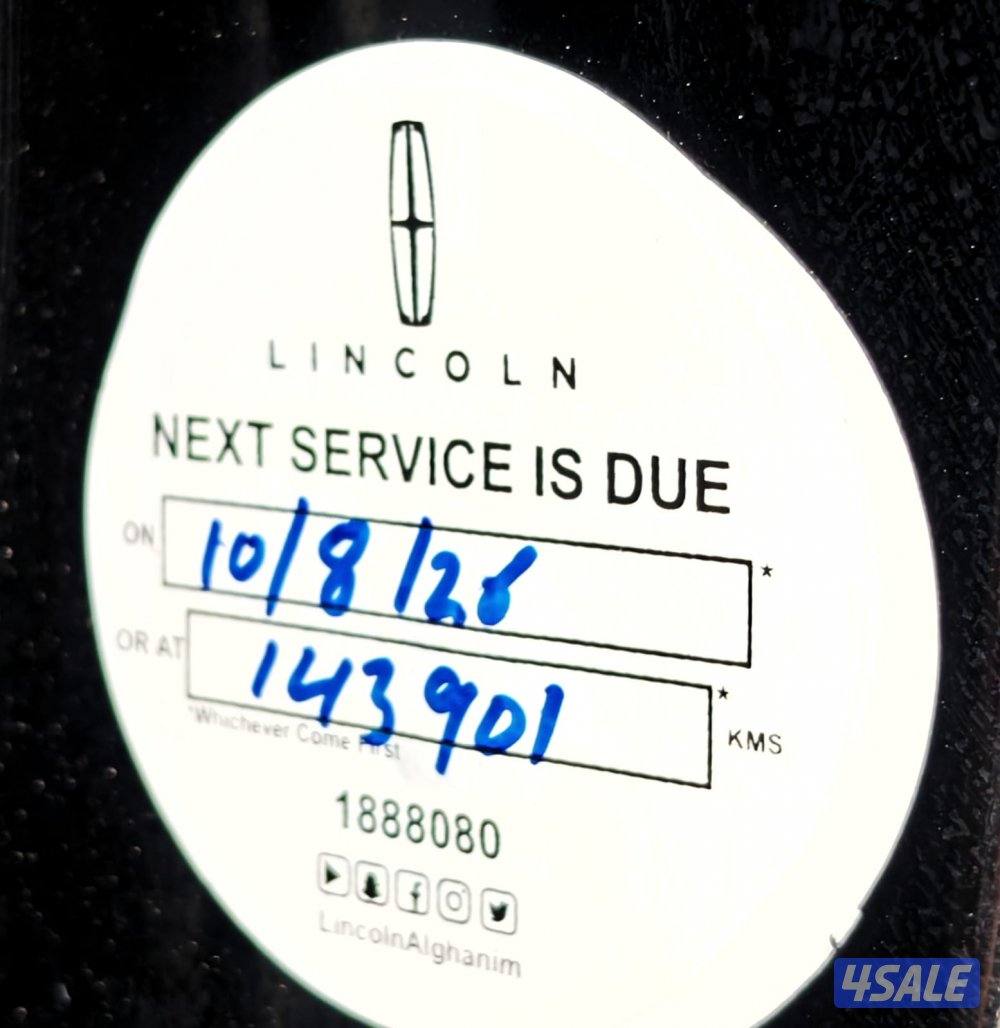 LINCOLN
NEXT SERVICE IS DUE
ON 10/8/26 *
OR AT 143901 * KMS
*Whichever Come First
1888080
LincolnAlghanim
4SALE